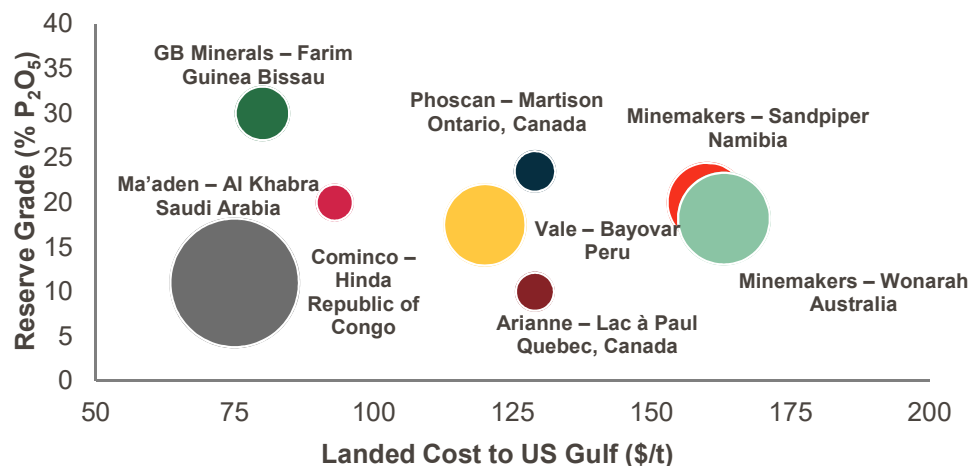 Reserve Grade (% P₂O₅)
40
35
30
25
20
15
10
5
0
GB Minerals – Farim
Guinea Bissau
Phoscan – Martison
Ontario, Canada
Minemakers – Sandpiper
Namibia
Ma’aden – Al Khabra
Saudi Arabia
Cominco –
Hinda
Republic of
Congo
Vale – Bayovar
Peru
Minemakers – Wonarah
Australia
Arianne – Lac à Paul
Quebec, Canada
50 75 100 125 150 175 200
Landed Cost to US Gulf ($/t)